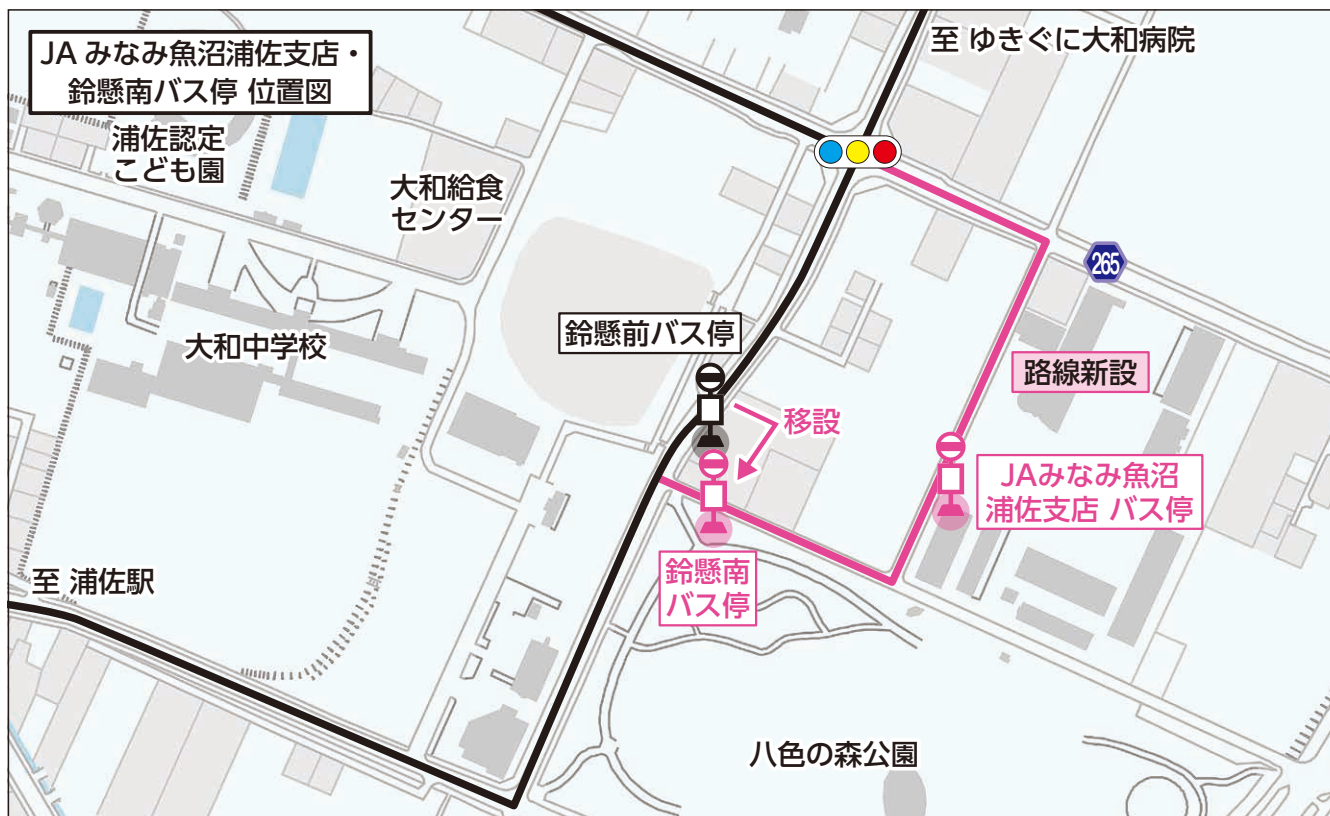 JA みなみ魚沼浦佐支店・
鈴懸南バス停 位置図
至 ゆきぐに大和病院
浦佐認定
こども園
大和給食
センター
265
大和中学校
鈴懸前バス停
路線新設
移設
JAみなみ魚沼
浦佐支店 バス停
鈴懸南
バス停
至 浦佐駅
八色の森公園